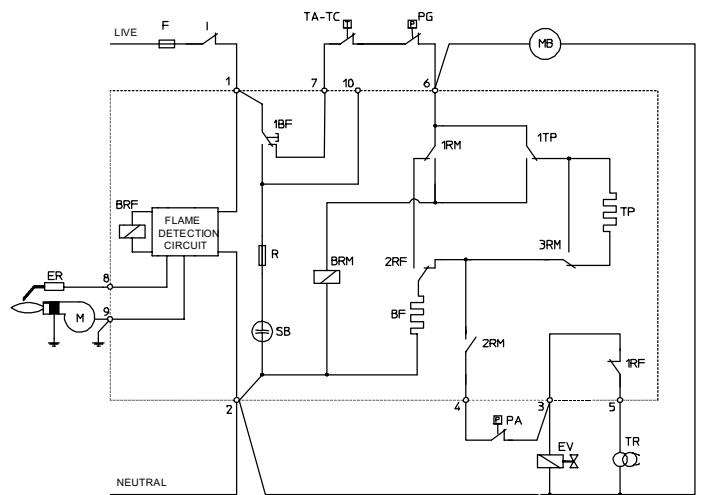 TA-TC
PG
LIVE
F
I
T
P
MB
1
7
10
6
1BF
1RM
1TP
BRF
FLAME
DETECTION
CIRCUIT
TP
R
BRM
2RF
3RM
ER
8
BF
M
9
SB
2RM
1RF
2
4
3
5
P
PA
EV
TR
NEUTRAL